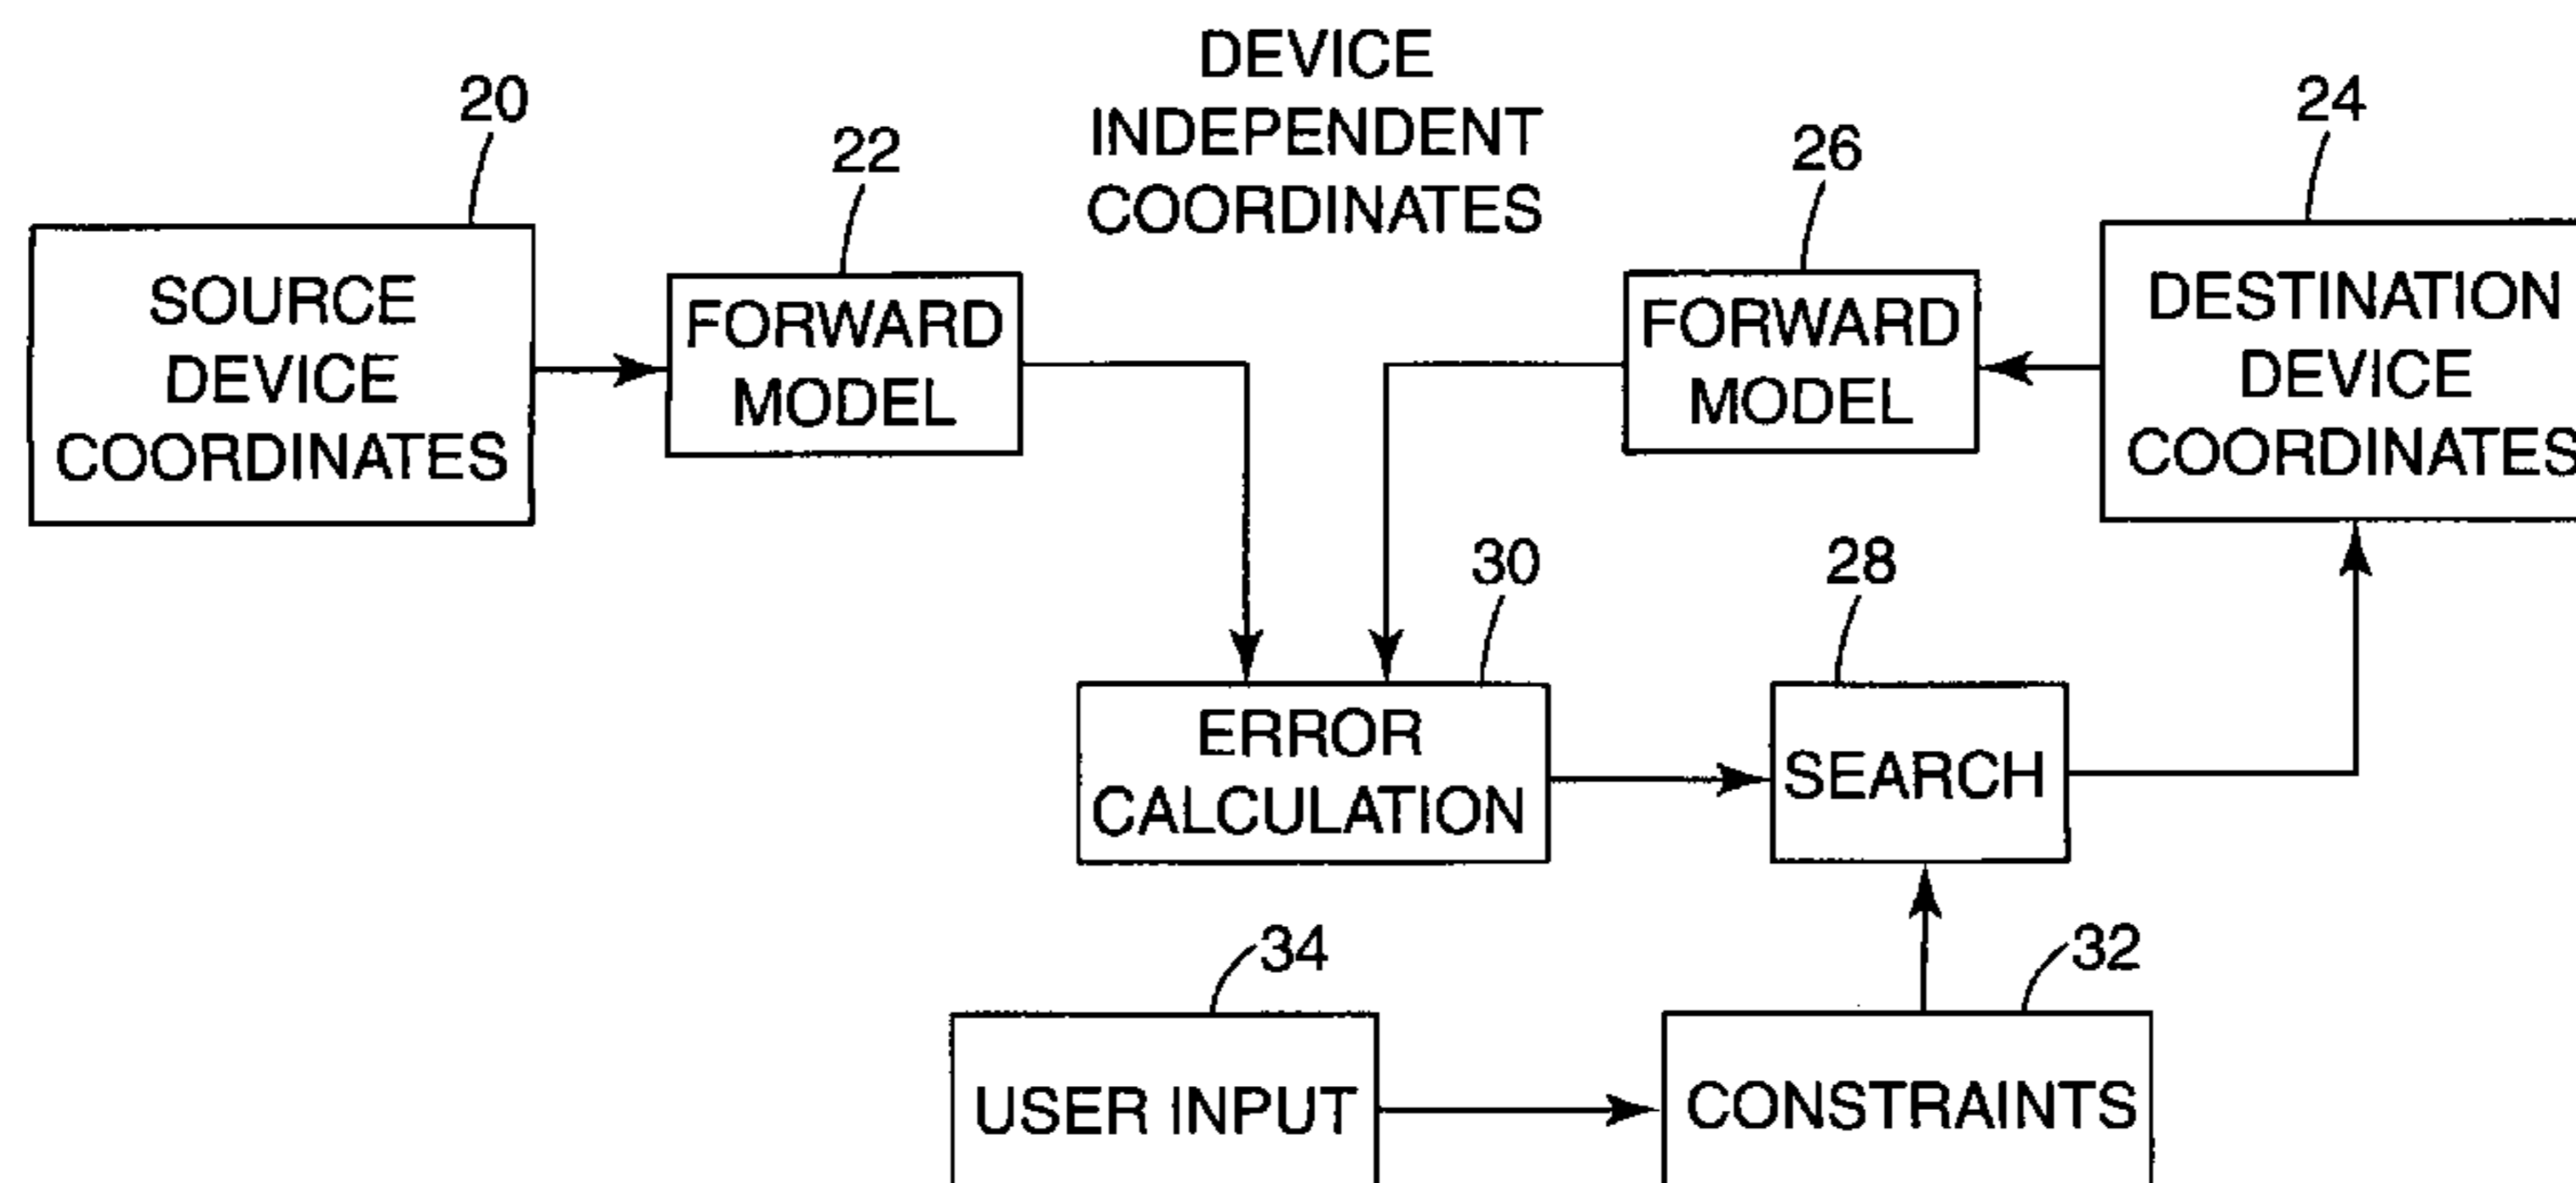 DEVICE
INDEPENDENT
COORDINATES
20
22
26
24
SOURCE
DEVICE
COORDINATES
FORWARD
MODEL
FORWARD
MODEL
DESTINATION
DEVICE
COORDINATES
30
28
ERROR
CALCULATION
SEARCH
34
32
USER INPUT
CONSTRAINTS